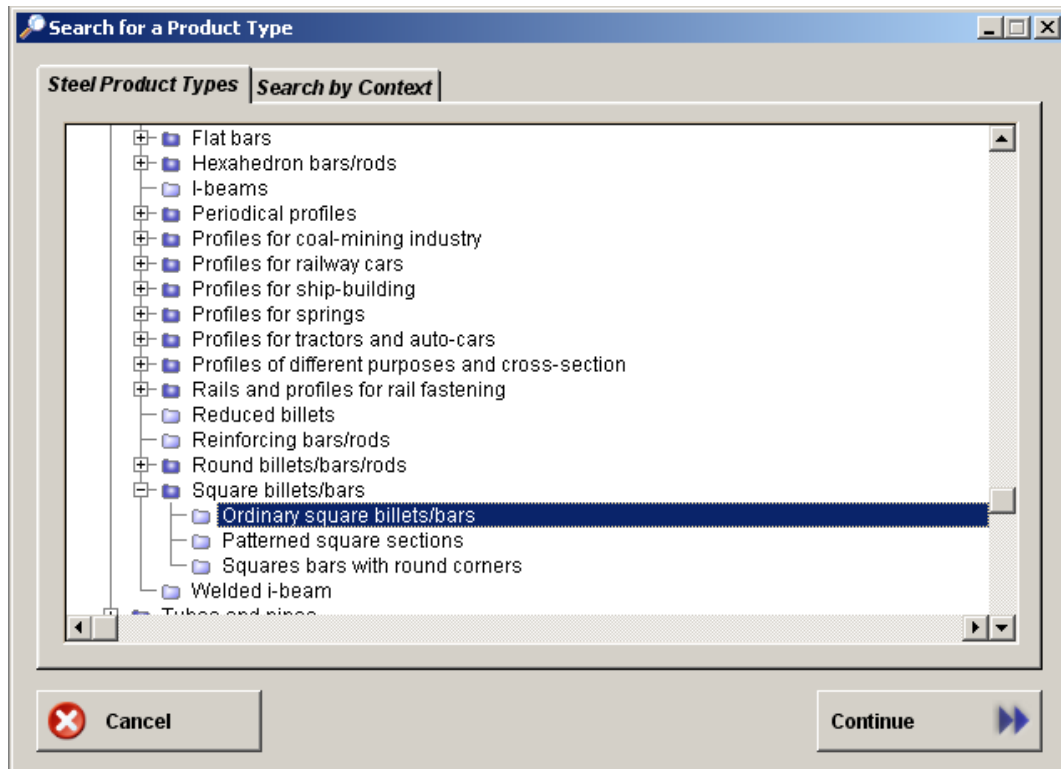 Search for a Product Type
Steel Product Types
Search by Context
Flat bars
Hexahedron bars/rods
I-beams
Periodical profiles
Profiles for coal-mining industry
Profiles for railway cars
Profiles for ship-building
Profiles for springs
Profiles for tractors and auto-cars
Profiles of different purposes and cross-section
Rails and profiles for rail fastening
Reduced billets
Reinforcing bars/rods
Round billets/bars/rods
Square billets/bars
Ordinary square billets/bars
Patterned square sections
Squares bars with round corners
Welded i-beam
Tubes and pipes
Cancel
Continue